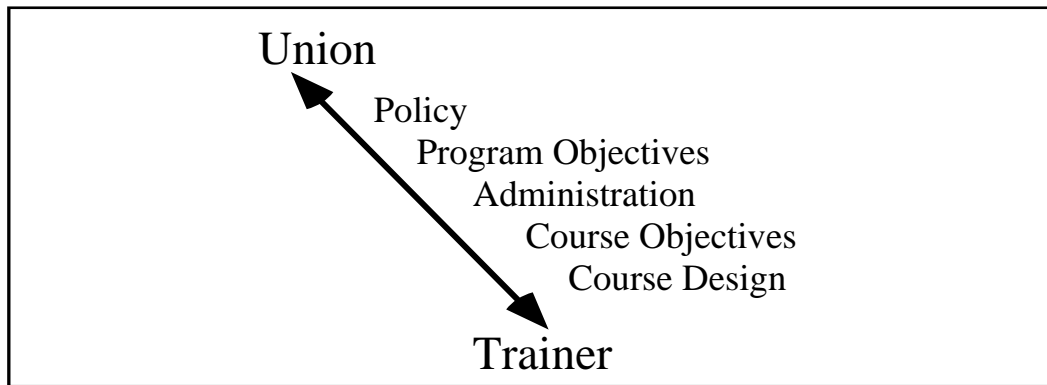 Union
Policy
Program Objectives
Administration
Course Objectives
Course Design
Trainer